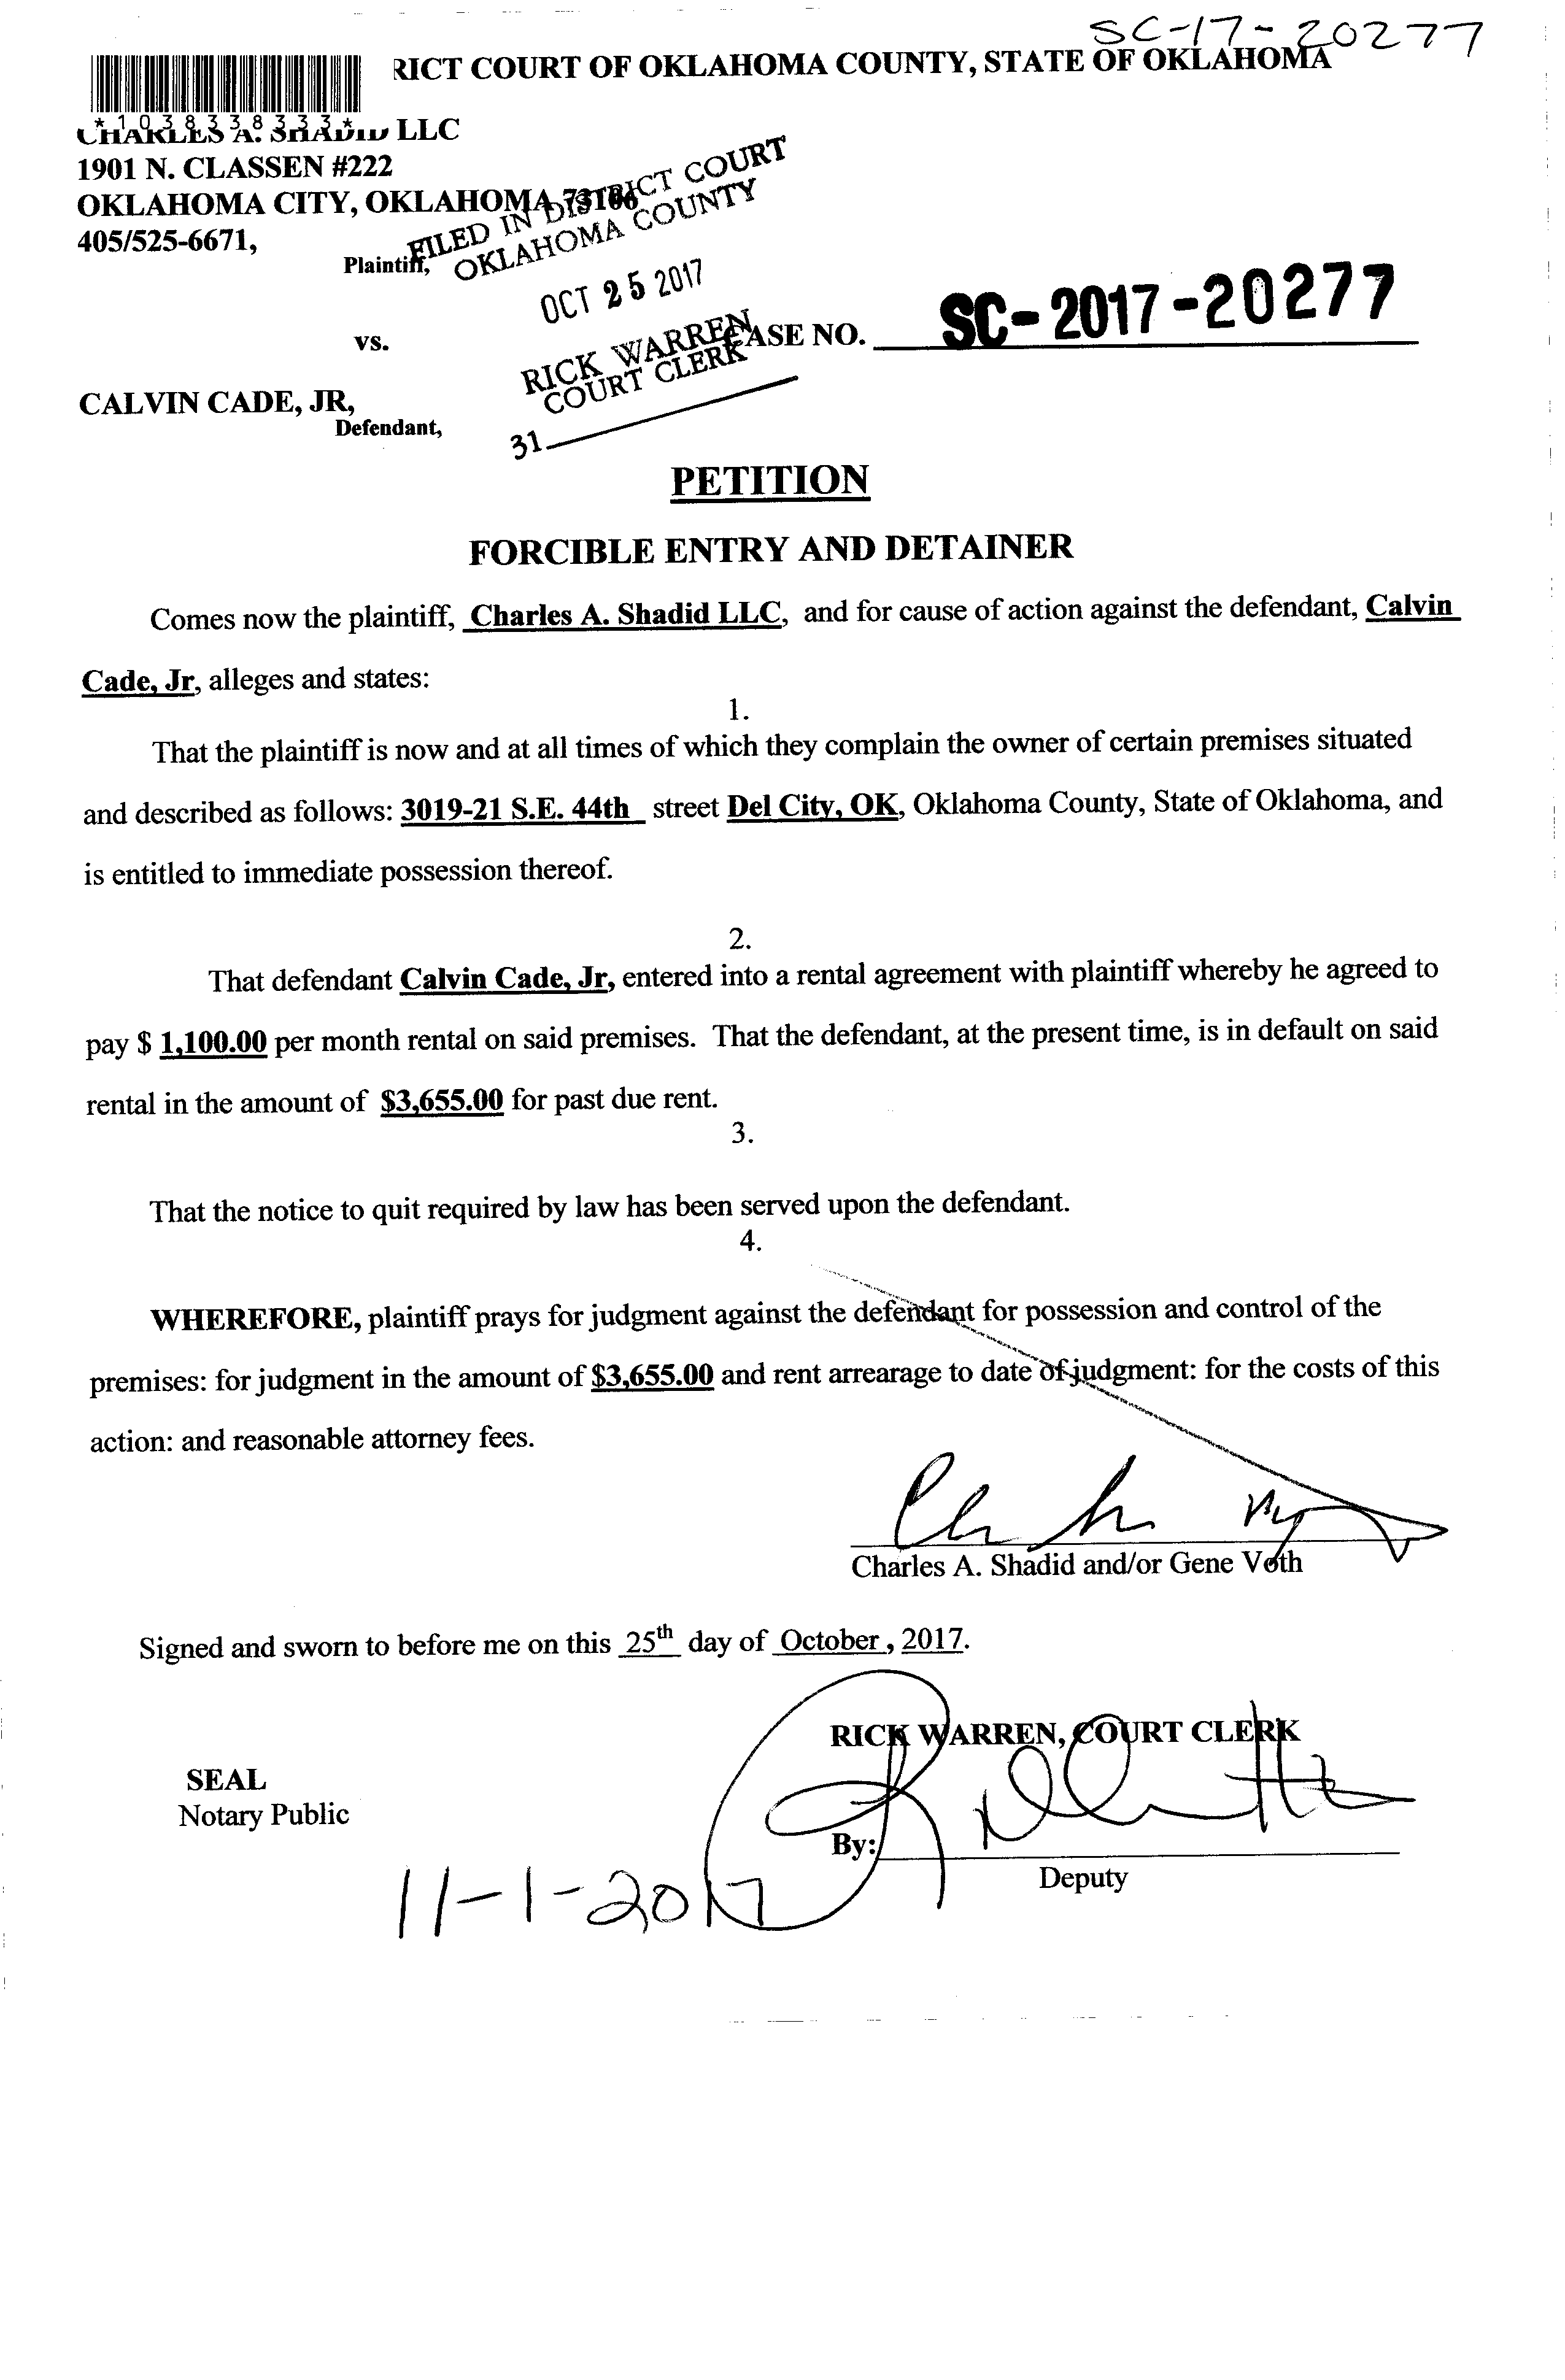 SC-17-20277
RICT COURT OF OKLAHOMA COUNTY, STATE OF OKLAHOMA
*1038338333*
CHARLES A. SHADID LLC
1901 N. CLASSEN #222
OKLAHOMA CITY, OKLAHOMA 73106
405/525-6671,
Plaintiff,
FILED IN DISTRICT COURT
OKLAHOMA COUNTY
OCT 25 2017
RICK WARREN
COURT CLERK
31
vs.
CASE NO. SC-2017-20277
CALVIN CADE, JR,
Defendant,
PETITION
FORCIBLE ENTRY AND DETAINER
Comes now the plaintiff, Charles A. Shadid LLC, and for cause of action against the defendant, Calvin
Cade, Jr, alleges and states:
1.
That the plaintiff is now and at all times of which they complain the owner of certain premises situated
and described as follows: 3019-21 S.E. 44th street Del City, OK, Oklahoma County, State of Oklahoma, and
is entitled to immediate possession thereof.
2.
That defendant Calvin Cade, Jr, entered into a rental agreement with plaintiff whereby he agreed to
pay $ 1,100.00 per month rental on said premises. That the defendant, at the present time, is in default on said
rental in the amount of $3,655.00 for past due rent.
3.
That the notice to quit required by law has been served upon the defendant.
4.
WHEREFORE, plaintiff prays for judgment against the defendant for possession and control of the
premises: for judgment in the amount of $3,655.00 and rent arrearage to date of judgment: for the costs of this
action: and reasonable attorney fees.
Charles A. Shadid and/or Gene Voth
Signed and sworn to before me on this 25th day of October, 2017.
RICK WARREN, COURT CLERK
SEAL
Notary Public
By:
Deputy
11-1-2017